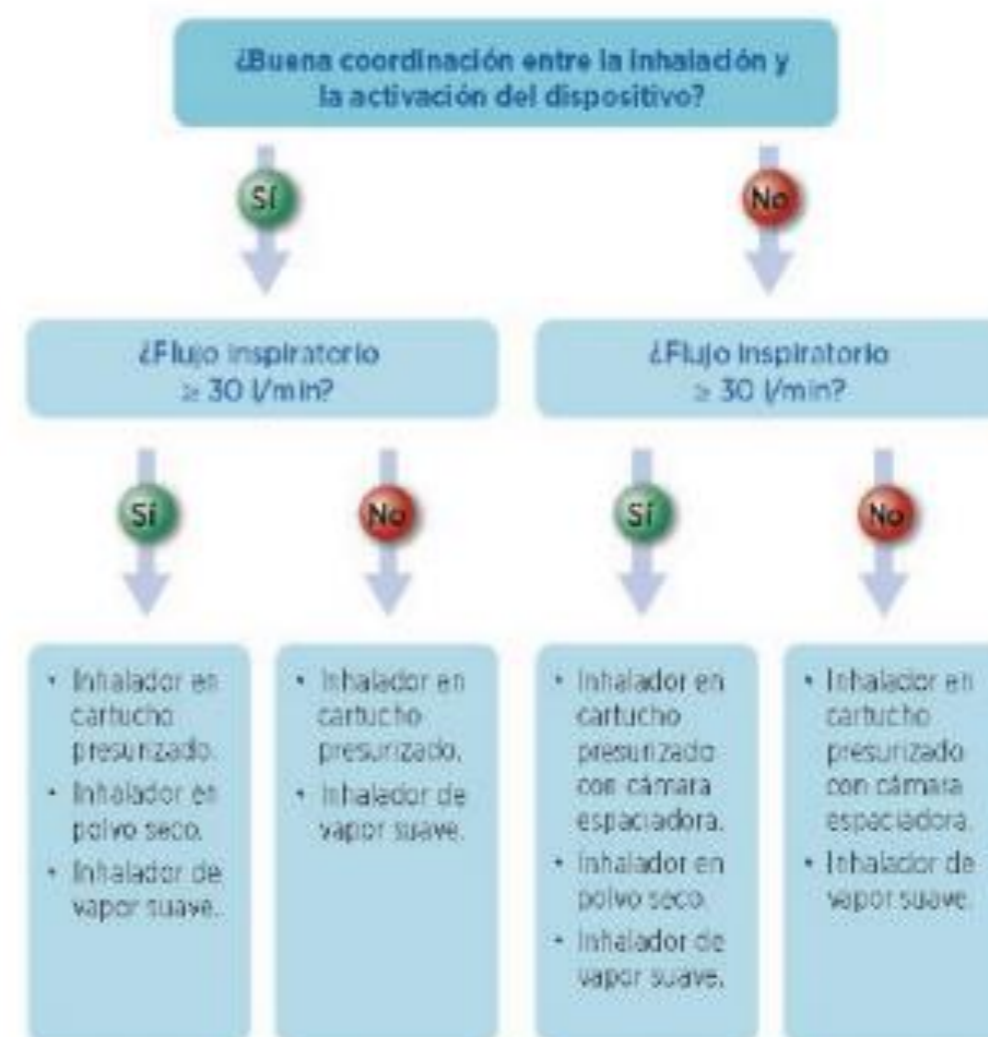 ¿Buena coordinación entre la inhalación y
la activación del dispositivo?
Sí
No
¿Flujo inspiratorio
≥ 30 l/min?
¿Flujo inspiratorio
≥ 30 l/min?
Sí
No
Sí
No
• Inhalador en
cartucho
presurizado.
• Inhalador en
polvo seco.
• Inhalador de
vapor suave.
• Inhalador en
cartucho
presurizado.
• Inhalador de
vapor suave.
• Inhalador en
cartucho
presurizado
con cámara
espaciadora.
• Inhalador en
polvo seco.
• Inhalador de
vapor suave.
• Inhalador en
cartucho
presurizado
con cámara
espaciadora.
• Inhalador de
vapor suave.